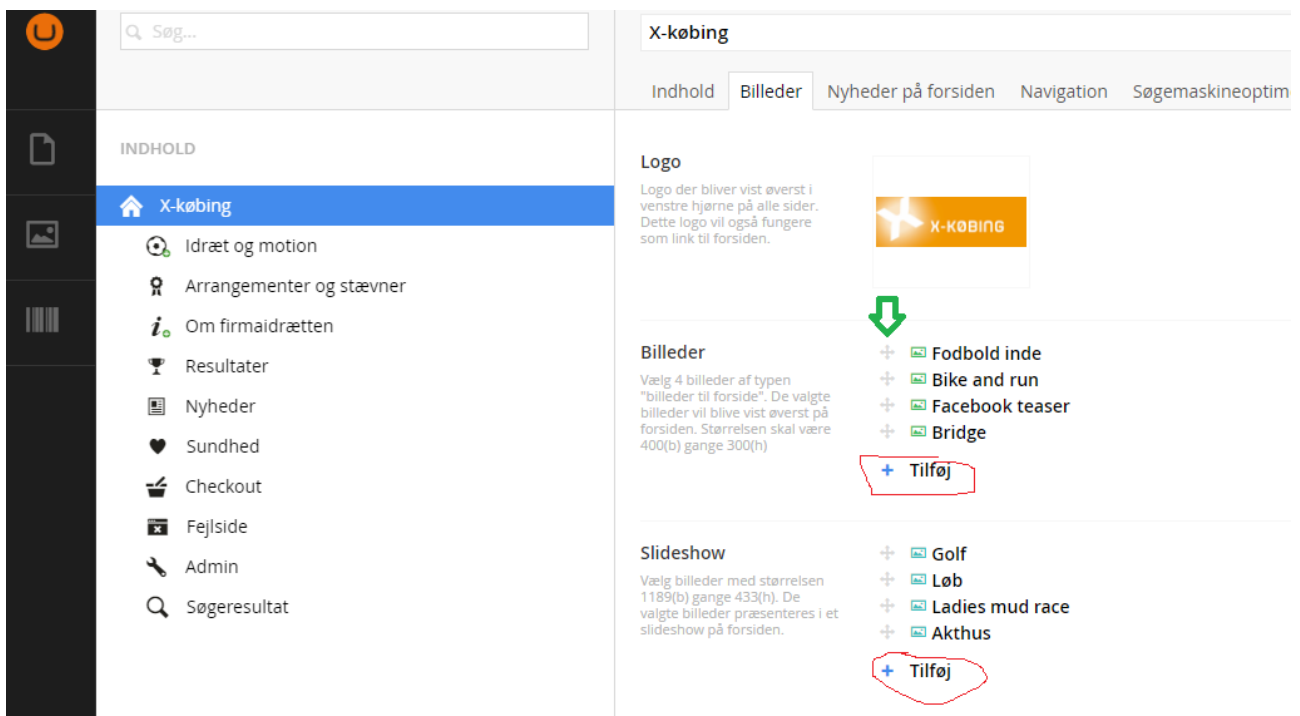 Søg...
X-købing
Indhold Billeder Nyheder på forsiden Navigation Søgemaskineoptim
INDHOLD
X-købing
Idræt og motion
Arrangementer og stævner
Om firmaidrætten
Resultater
Nyheder
Sundhed
Checkout
Fejlside
Admin
Søgeresultat
Logo
Logo der bliver vist øverst i
venstre hjørne på alle sider.
Dette logo vil også fungere
som link til forsiden.
X-KØBING
Billeder
Vælg 4 billeder af typen
"billeder til forside". De valgte
billeder vil blive vist øverst på
forsiden. Størrelsen skal være
400(b) gange 300(h)
Fodbold inde
Bike and run
Facebook teaser
Bridge
+ Tilføj
Slideshow
Vælg billeder med størrelsen
1189(b) gange 433(h). De
valgte billeder præsenteres i et
slideshow på forsiden.
Golf
Løb
Ladies mud race
Akthus
+ Tilføj